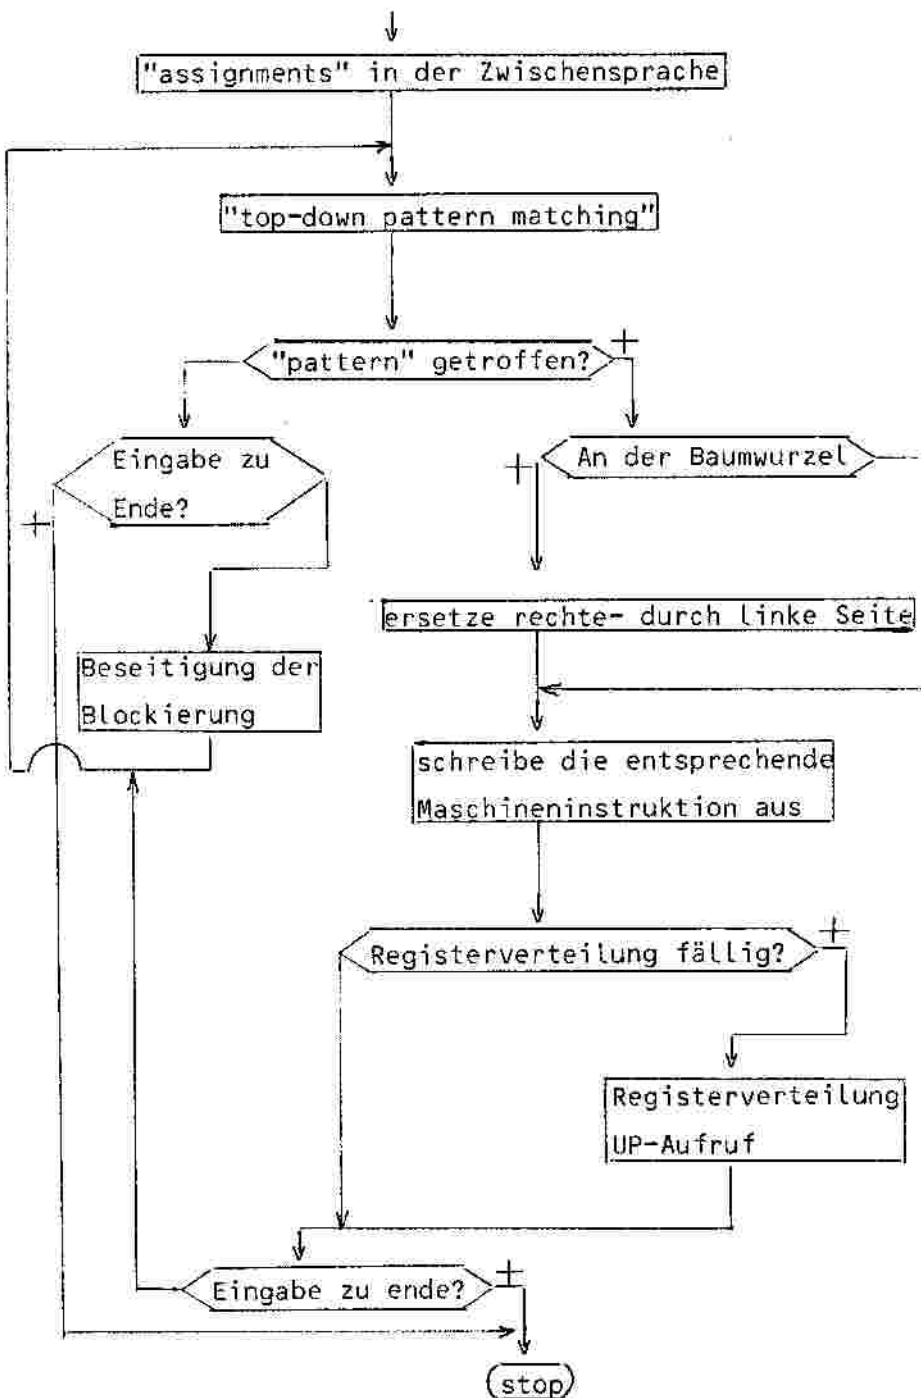 "assignments" in der Zwischensprache
"top-down pattern matching"
+
"pattern" getroffen?
Eingabe zu
Ende?
+
An der Baumwurzel
+
ersetze rechte- durch linke Seite
Beseitigung der
Blockierung
schreibe die entsprechende
Maschineninstruktion aus
+
Registerverteilung fällig?
Registerverteilung
UP-Aufruf
+
Eingabe zu ende?
stop